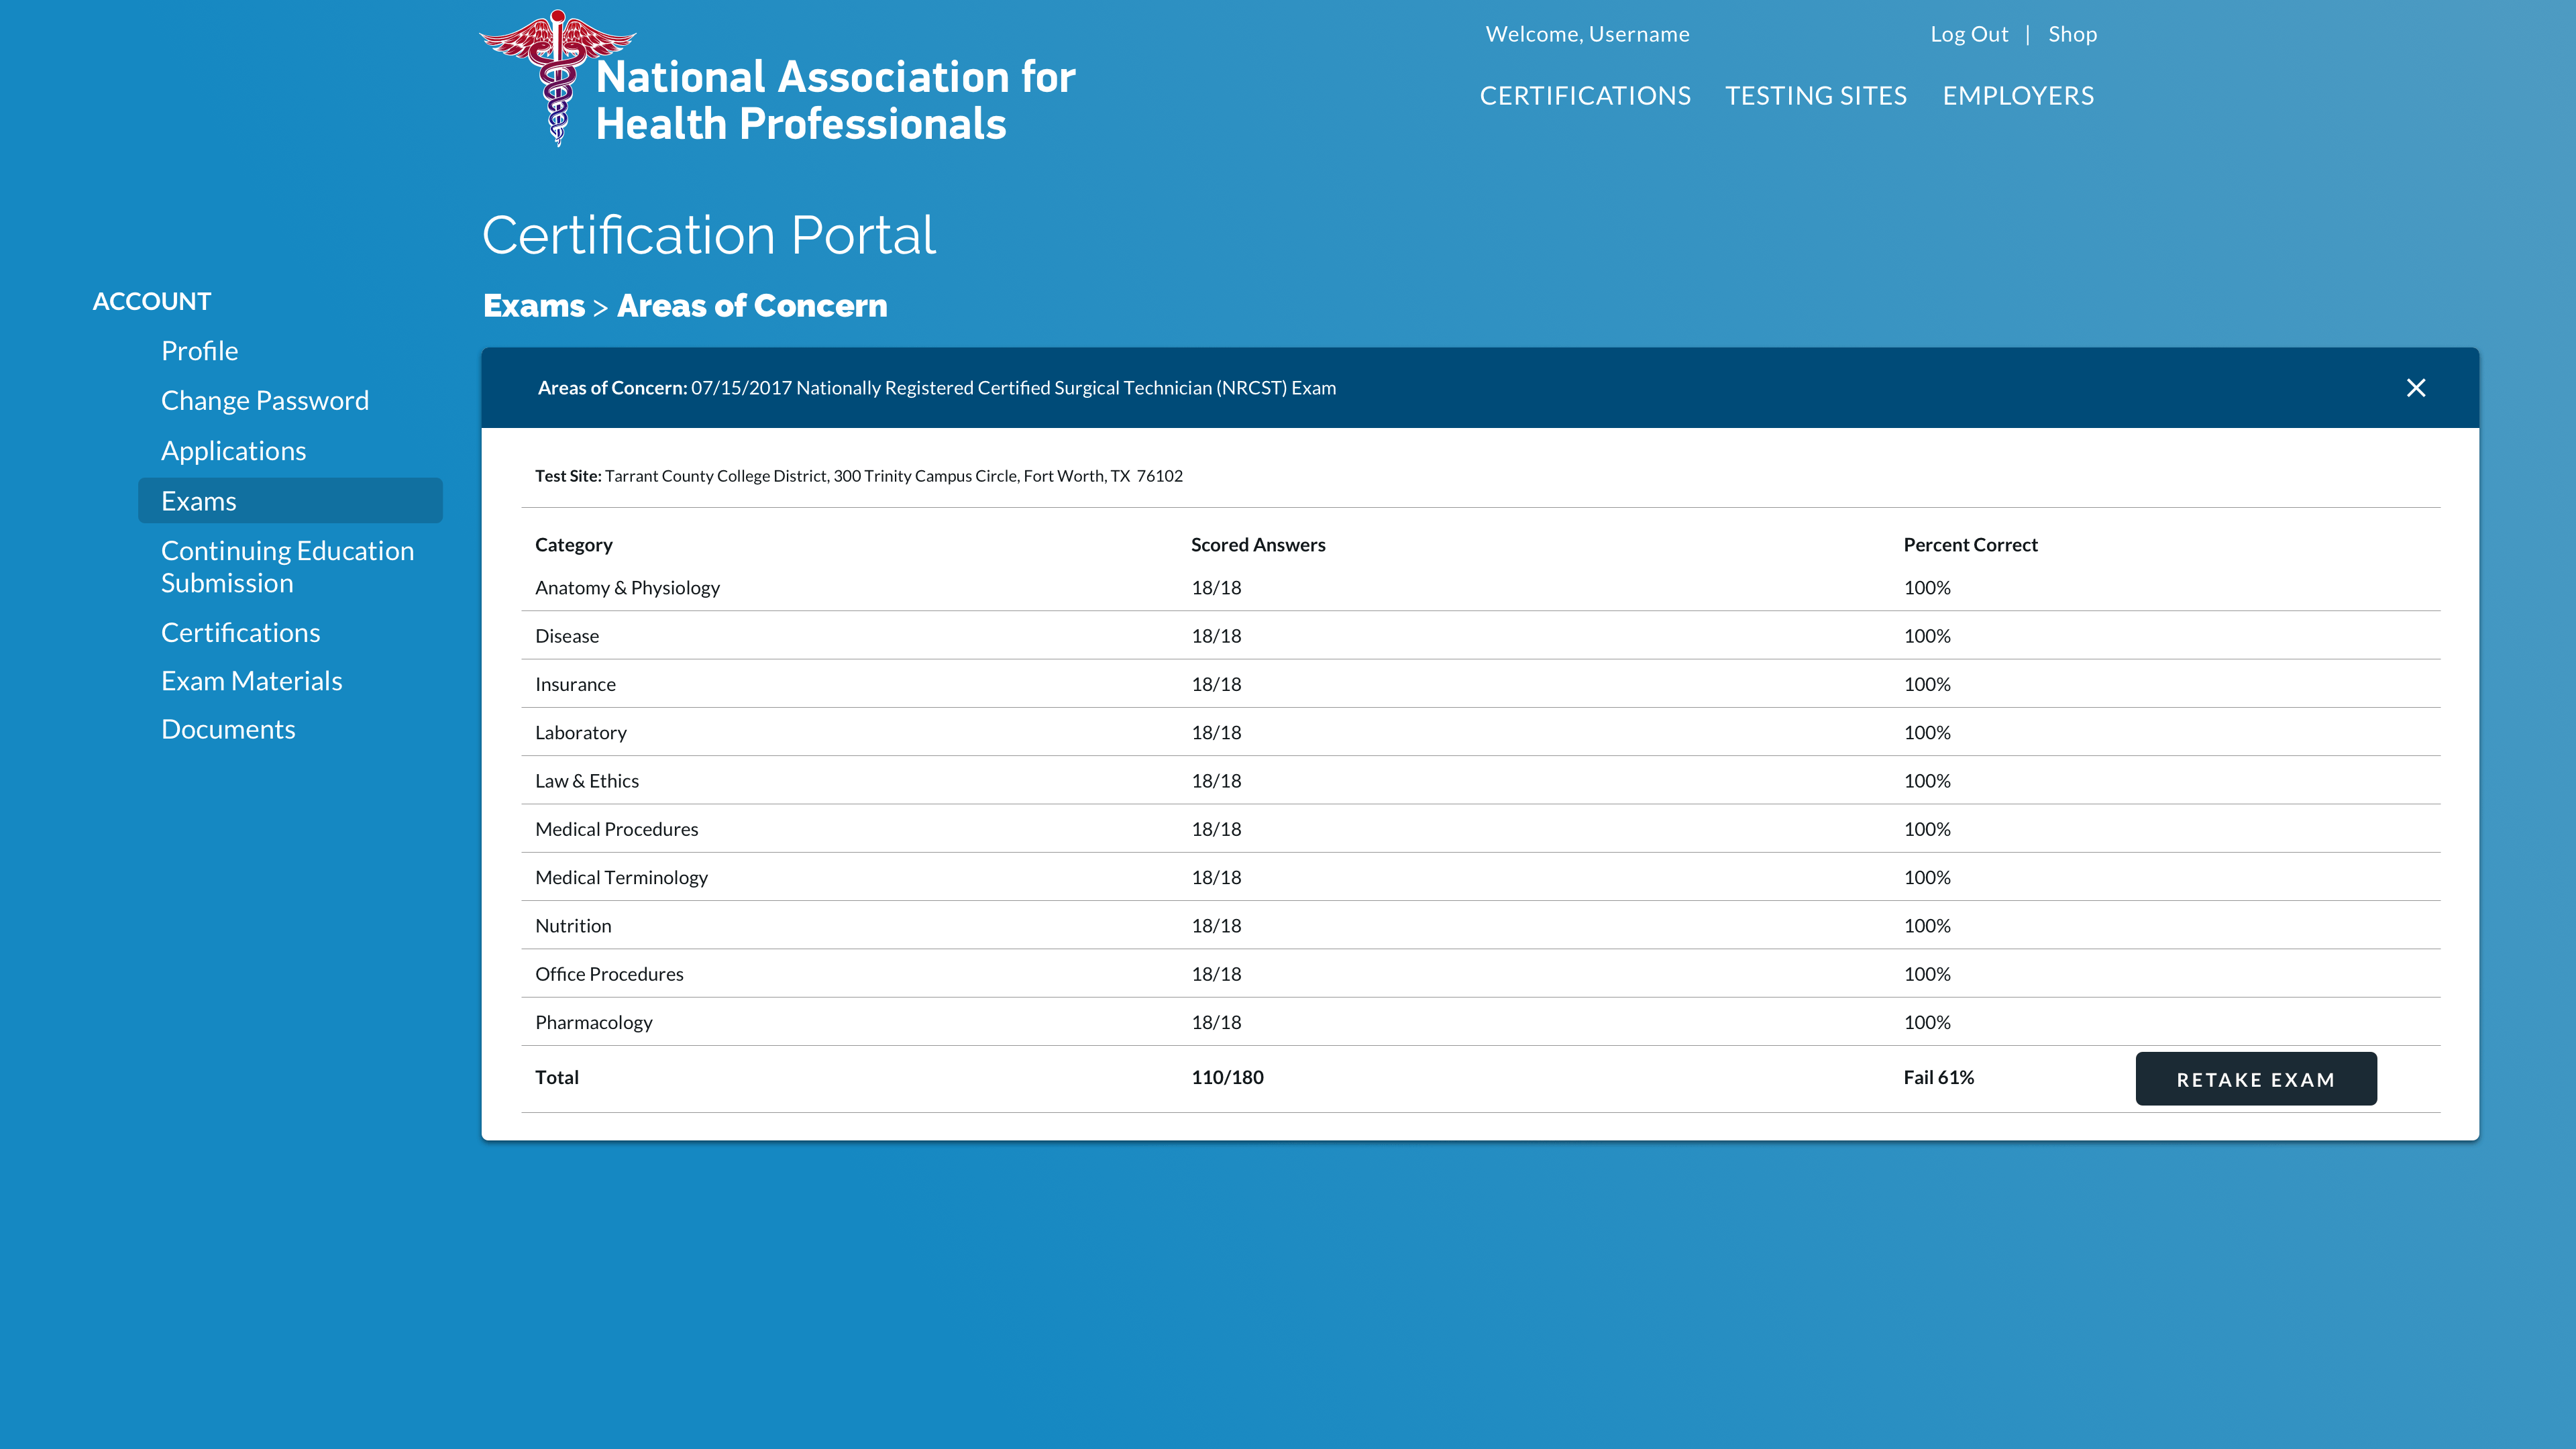 National Association for
Health Professionals
Welcome, Username
Log Out | Shop
CERTIFICATIONS TESTING SITES EMPLOYERS
Certification Portal
ACCOUNT
Profile
Change Password
Applications
Exams
Continuing Education
Submission
Certifications
Exam Materials
Documents
Exams > Areas of Concern
Areas of Concern: 07/15/2017 Nationally Registered Certified Surgical Technician (NRCST) Exam
Test Site: Tarrant County College District, 300 Trinity Campus Circle, Fort Worth, TX 76102
Category Scored Answers Percent Correct
Anatomy & Physiology 18/18 100%
Disease 18/18 100%
Insurance 18/18 100%
Laboratory 18/18 100%
Law & Ethics 18/18 100%
Medical Procedures 18/18 100%
Medical Terminology 18/18 100%
Nutrition 18/18 100%
Office Procedures 18/18 100%
Pharmacology 18/18 100%
Total 110/180 Fail 61% RETAKE EXAM